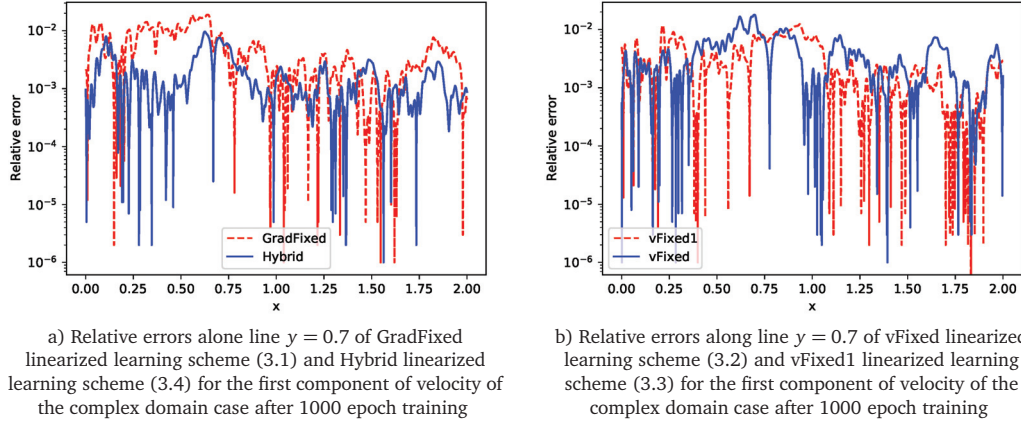 10⁻²
10⁻³
10⁻⁴
10⁻⁵
10⁻⁶
Relative error
GradFixed
Hybrid
0.00 0.25 0.50 0.75 1.00 1.25 1.50 1.75 2.00
x
a) Relative errors alone line y = 0.7 of GradFixed
linearized learning scheme (3.1) and Hybrid linearized
learning scheme (3.4) for the first component of velocity of
the complex domain case after 1000 epoch training
10⁻²
10⁻³
10⁻⁴
10⁻⁵
10⁻⁶
Relative error
vFixed1
vFixed
0.00 0.25 0.50 0.75 1.00 1.25 1.50 1.75 2.00
x
b) Relative errors along line y = 0.7 of vFixed linearized
learning scheme (3.2) and vFixed1 linearized learning
scheme (3.3) for the first component of velocity of the
complex domain case after 1000 epoch training